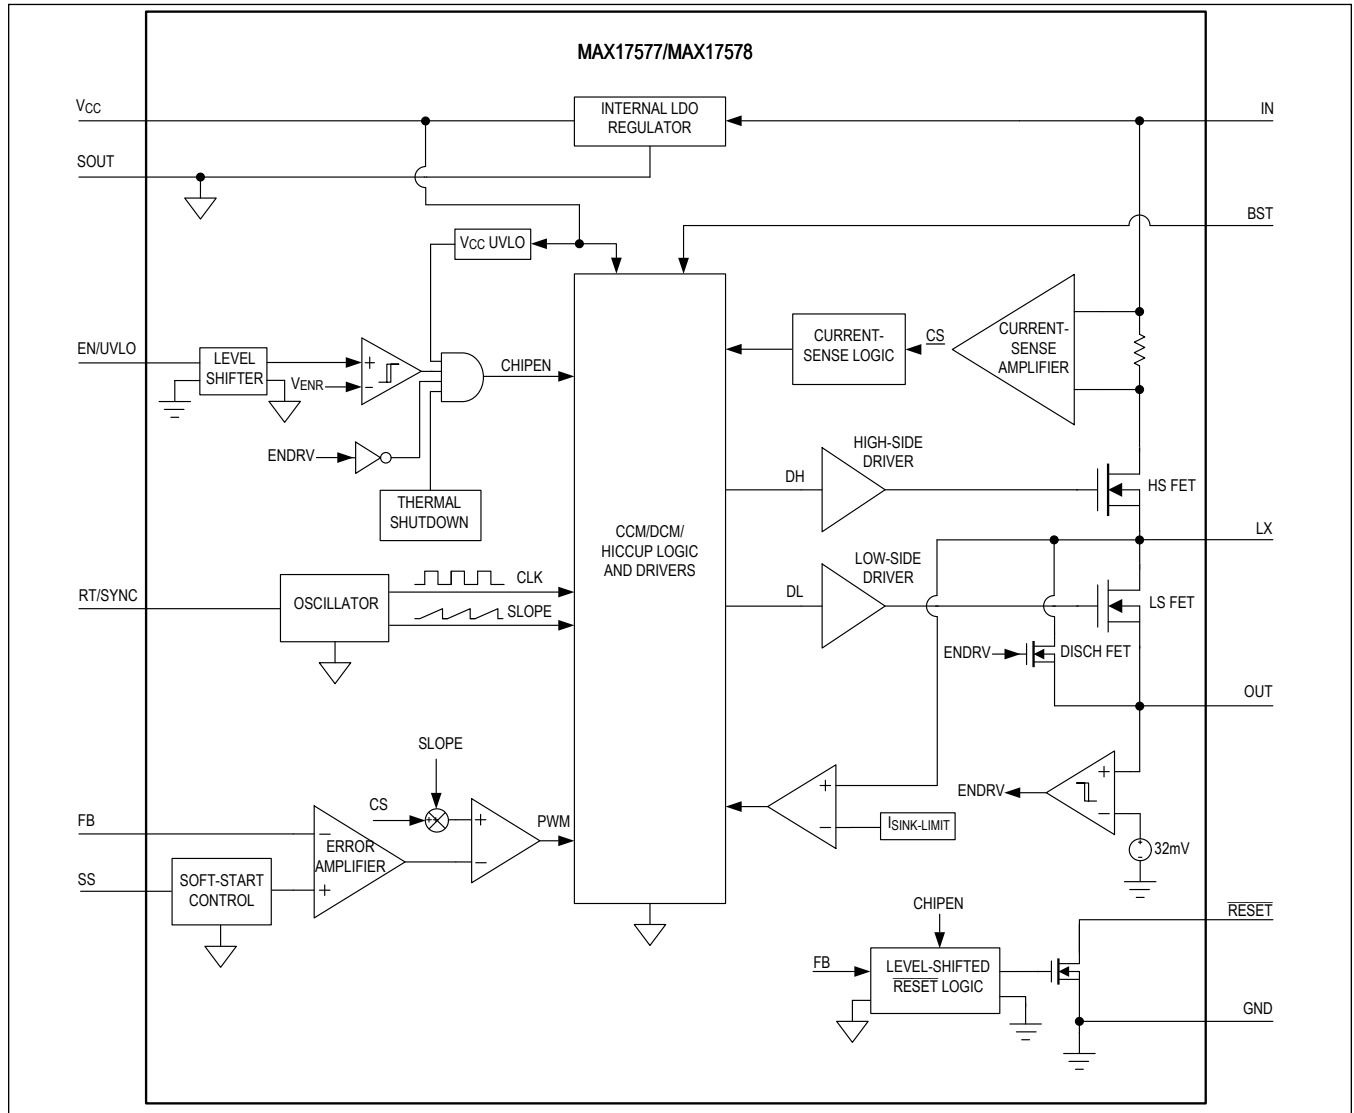 MAX17577/MAX17578
VCC
INTERNAL LDO
REGULATOR
IN
SOUT
BST
VCC UVLO
EN/UVLO
LEVEL
SHIFTER
VENR
+
−
CHIPEN
CURRENT-
SENSE LOGIC
CS
CURRENT-
SENSE
AMPLIFIER
ENDRV
THERMAL
SHUTDOWN
CCM/DCM/
HICCUP LOGIC
AND DRIVERS
DH
HIGH-SIDE
DRIVER
HS FET
LX
RT/SYNC
OSCILLATOR
CLK
SLOPE
DL
LOW-SIDE
DRIVER
LS FET
ENDRV
DISCH FET
OUT
SLOPE
CS
++
FB
−
+
ERROR
AMPLIFIER
+
−
PWM
SS
SOFT-START
CONTROL
+
−
ISINK-LIMIT
ENDRV
+
−
+
-
32mV
CHIPEN
RESET
FB
LEVEL-SHIFTED
RESET LOGIC
GND